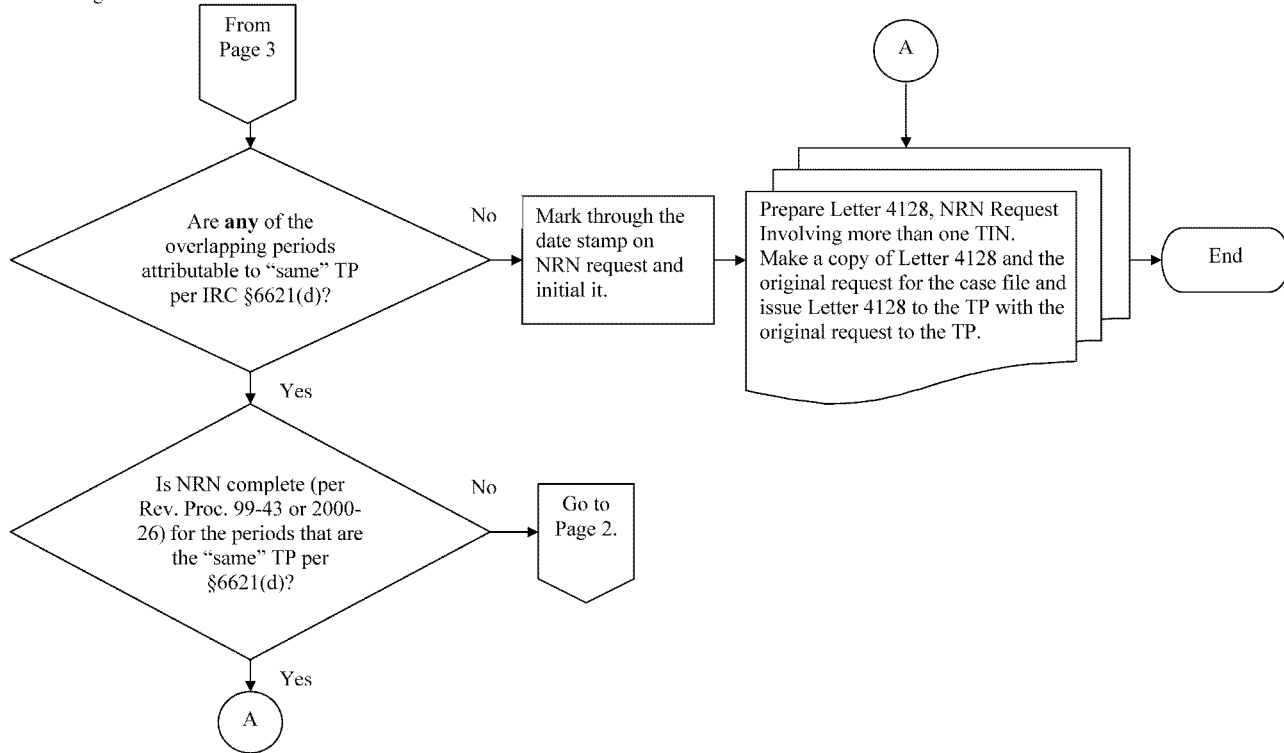 From
Page 3
A
Are any of the
overlapping periods
attributable to “same” TP
per IRC §6621(d)?
No
Mark through the
date stamp on
NRN request and
initial it.
Prepare Letter 4128, NRN Request
Involving more than one TIN.
Make a copy of Letter 4128 and the
original request for the case file and
issue Letter 4128 to the TP with the
original request to the TP.
End
Yes
Is NRN complete (per
Rev. Proc. 99-43 or 2000-
26) for the periods that are
the “same” TP per
§6621(d)?
No
Go to
Page 2.
Yes
A